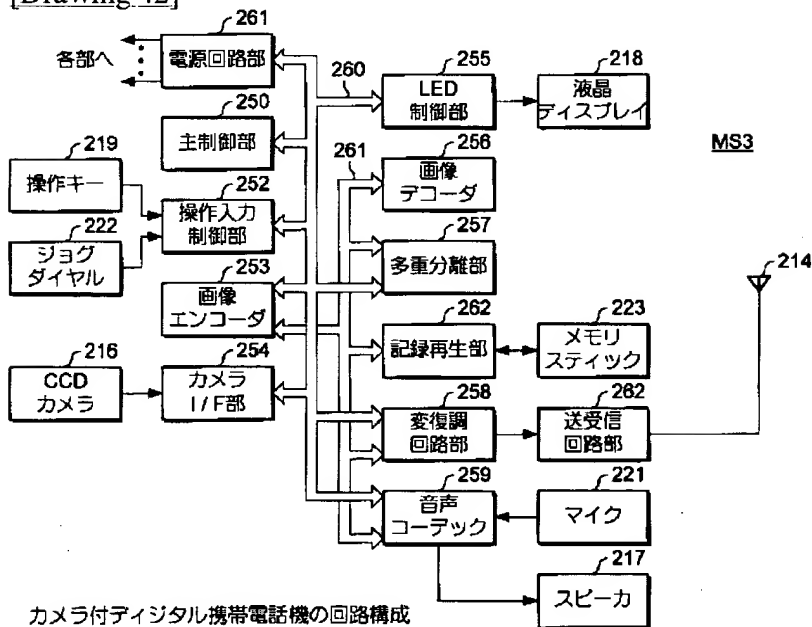 [Drawing 42]
261
電源回路部
各部へ
250
主制御部
219
操作キー
252
操作入力
制御部
222
ジョグ
ダイヤル
253
画像
エンコーダ
216
CCD
カメラ
254
カメラ
I/F部
260
255
LED
制御部
218
液晶
ディスプレイ
MS3
261
256
画像
デコーダ
257
多重分離部
262
記録再生部
223
メモリ
スティック
214
258
変復調
回路部
262
送受信
回路部
259
音声
コーデック
221
マイク
217
スピーカ
カメラ付ディジタル携帯電話機の回路構成